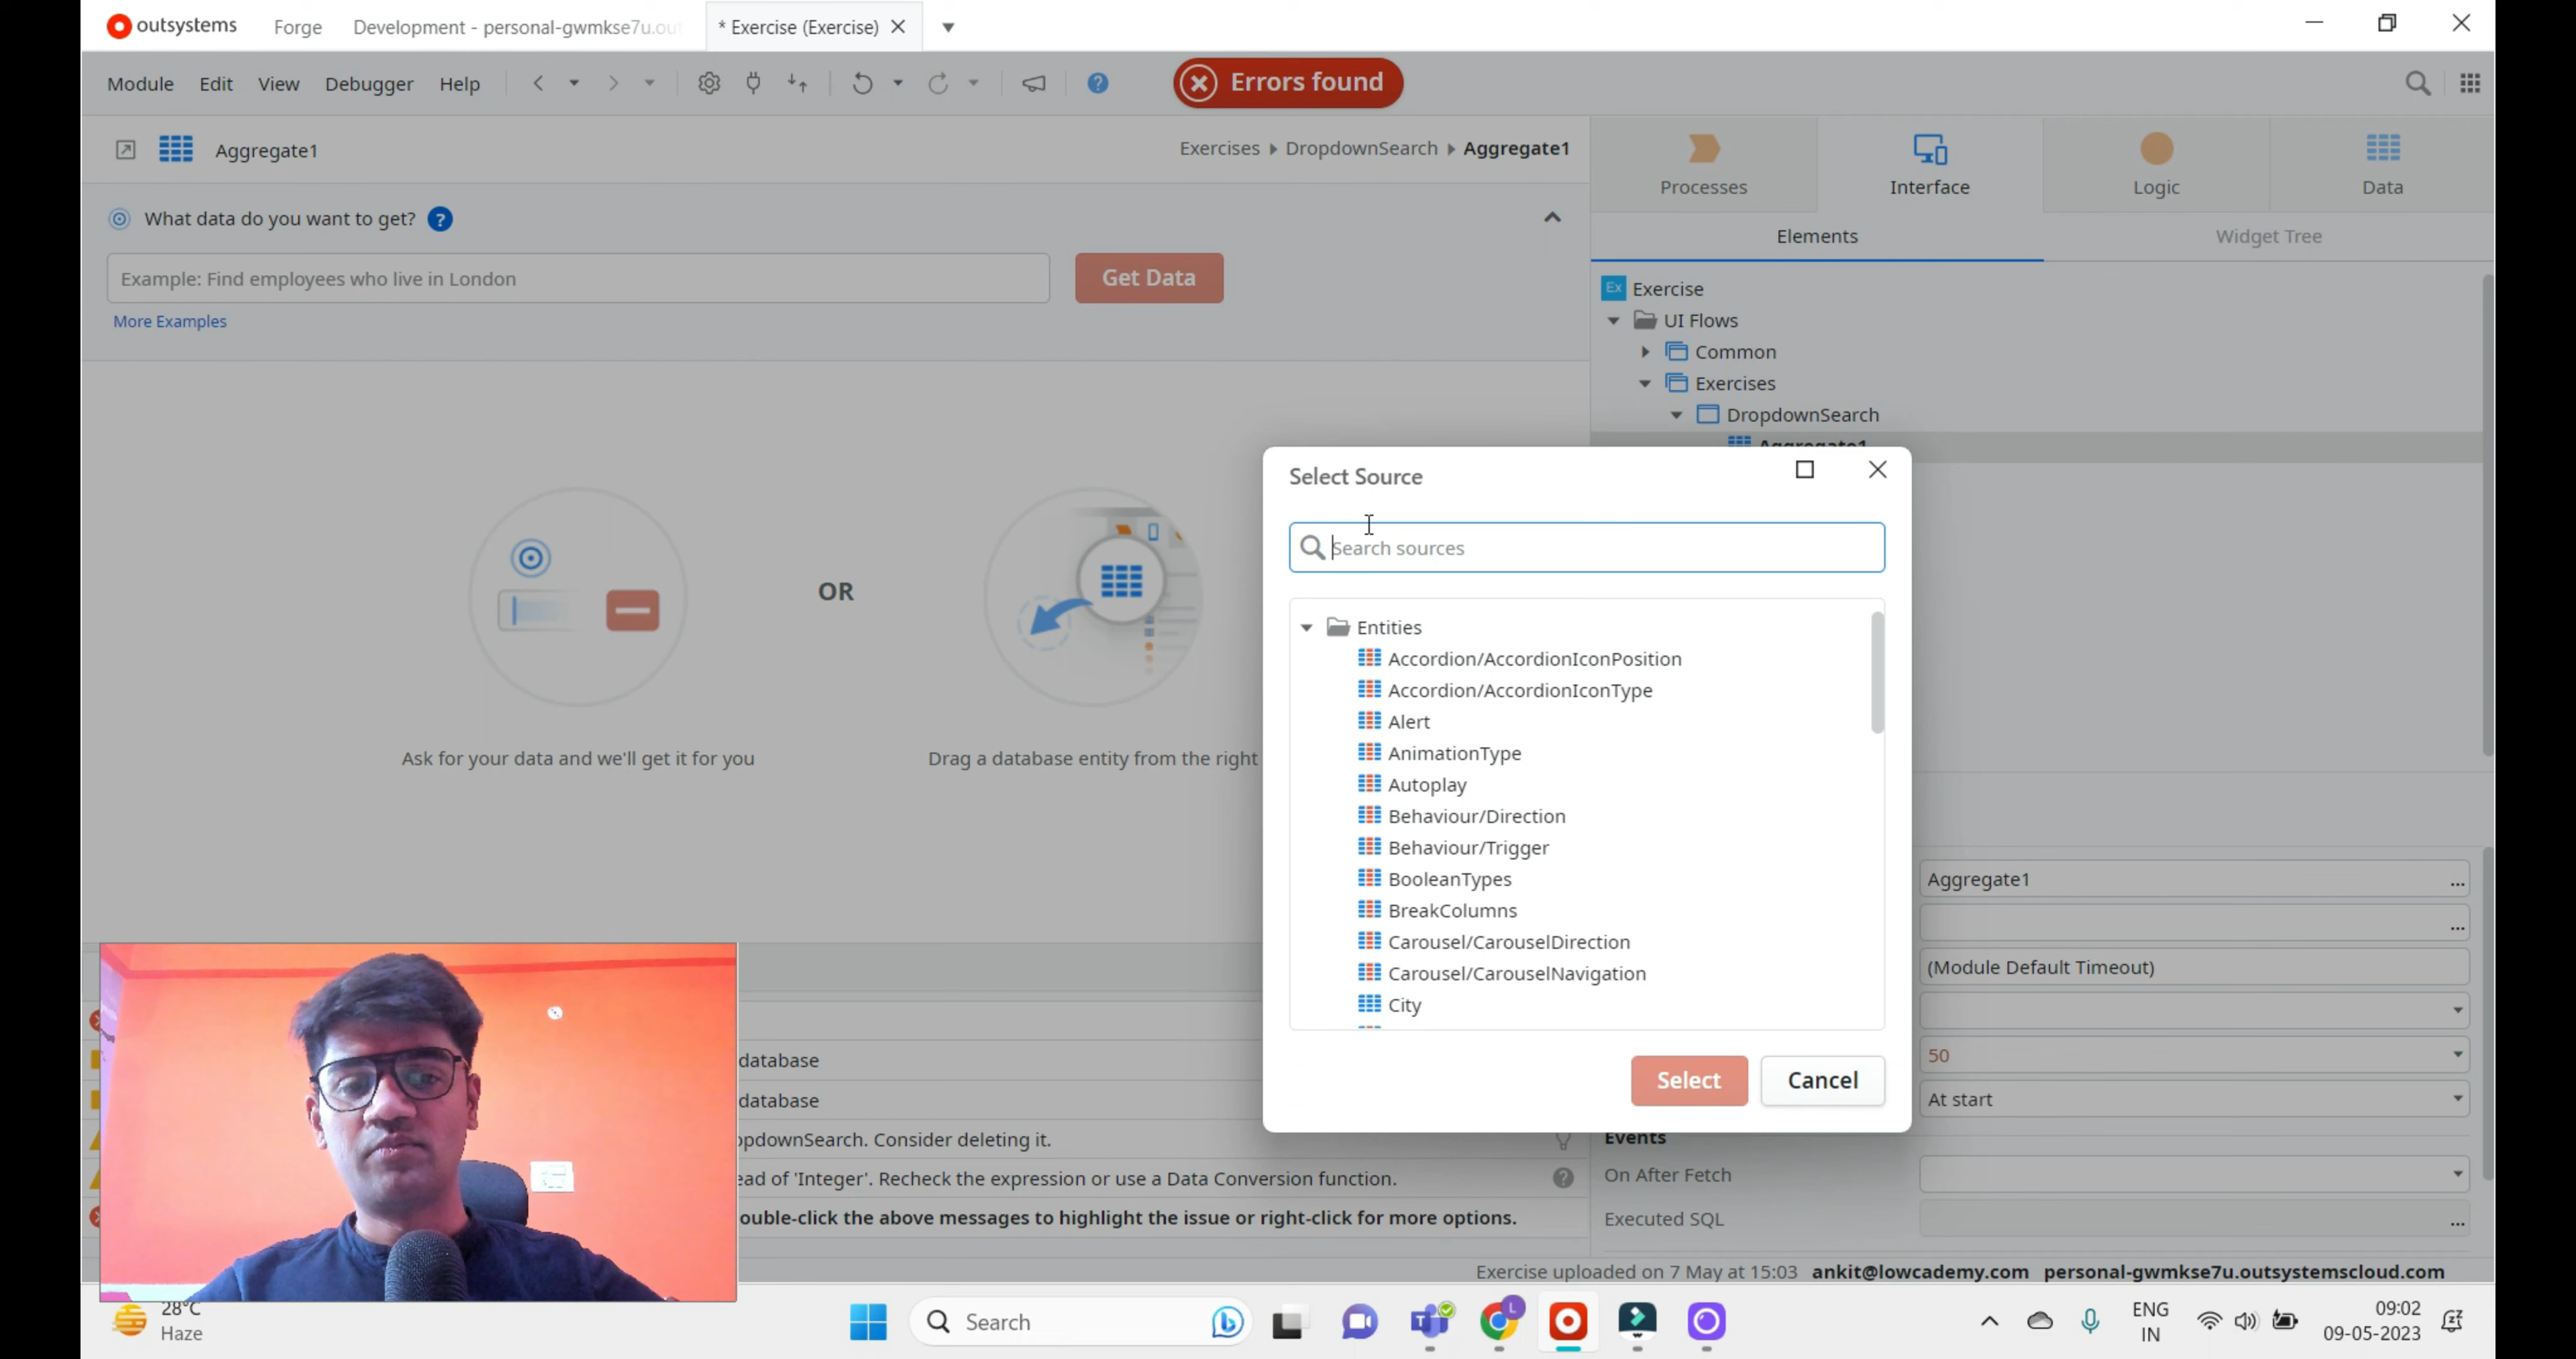 outsystems
Forge
Development - personal-gwmkse7u.out
* Exercise (Exercise)
Module
Edit
View
Debugger
Help
Errors found
Aggregate1
Exercises
DropdownSearch
Aggregate1
What data do you want to get?
Example: Find employees who live in London
Get Data
More Examples
OR
Ask for your data and we'll get it for you
Drag a database entity from the right
Processes
Interface
Logic
Data
Elements
Widget Tree
Ex
Exercise
UI Flows
Common
Exercises
DropdownSearch
Aggregate1
Select Source
Search sources
Entities
Accordion/AccordionIconPosition
Accordion/AccordionIconType
Alert
AnimationType
Autoplay
Behaviour/Direction
Behaviour/Trigger
BooleanTypes
BreakColumns
Carousel/CarouselDirection
Carousel/CarouselNavigation
City
Select
Cancel
Aggregate1
...
...
(Module Default Timeout)
50
At start
Events
On After Fetch
Executed SQL
...
database
database
opdownSearch. Consider deleting it.
ead of 'Integer'. Recheck the expression or use a Data Conversion function.
ouble-click the above messages to highlight the issue or right-click for more options.
Exercise uploaded on 7 May at 15:03 ankit@lowcademy.com personal-gwmkse7u.outsystemscloud.com
28°C
Haze
Search
L
ENG
IN
09:02
09-05-2023